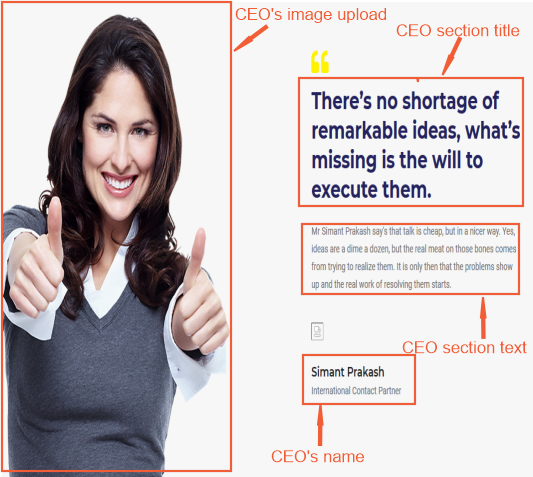 CEO's image upload
CEO section title
“
There's no shortage of
remarkable ideas, what's
missing is the will to
execute them.
Mr Simant Prakash say's that talk is cheap, but in a nicer way. Yes,
ideas are a dime a dozen, but the real meat on those bones comes
from trying to realize them. It is only then that the problems show
up and the real work of resolving them starts.
CEO section text
Simant Prakash
International Contact Partner
CEO's name